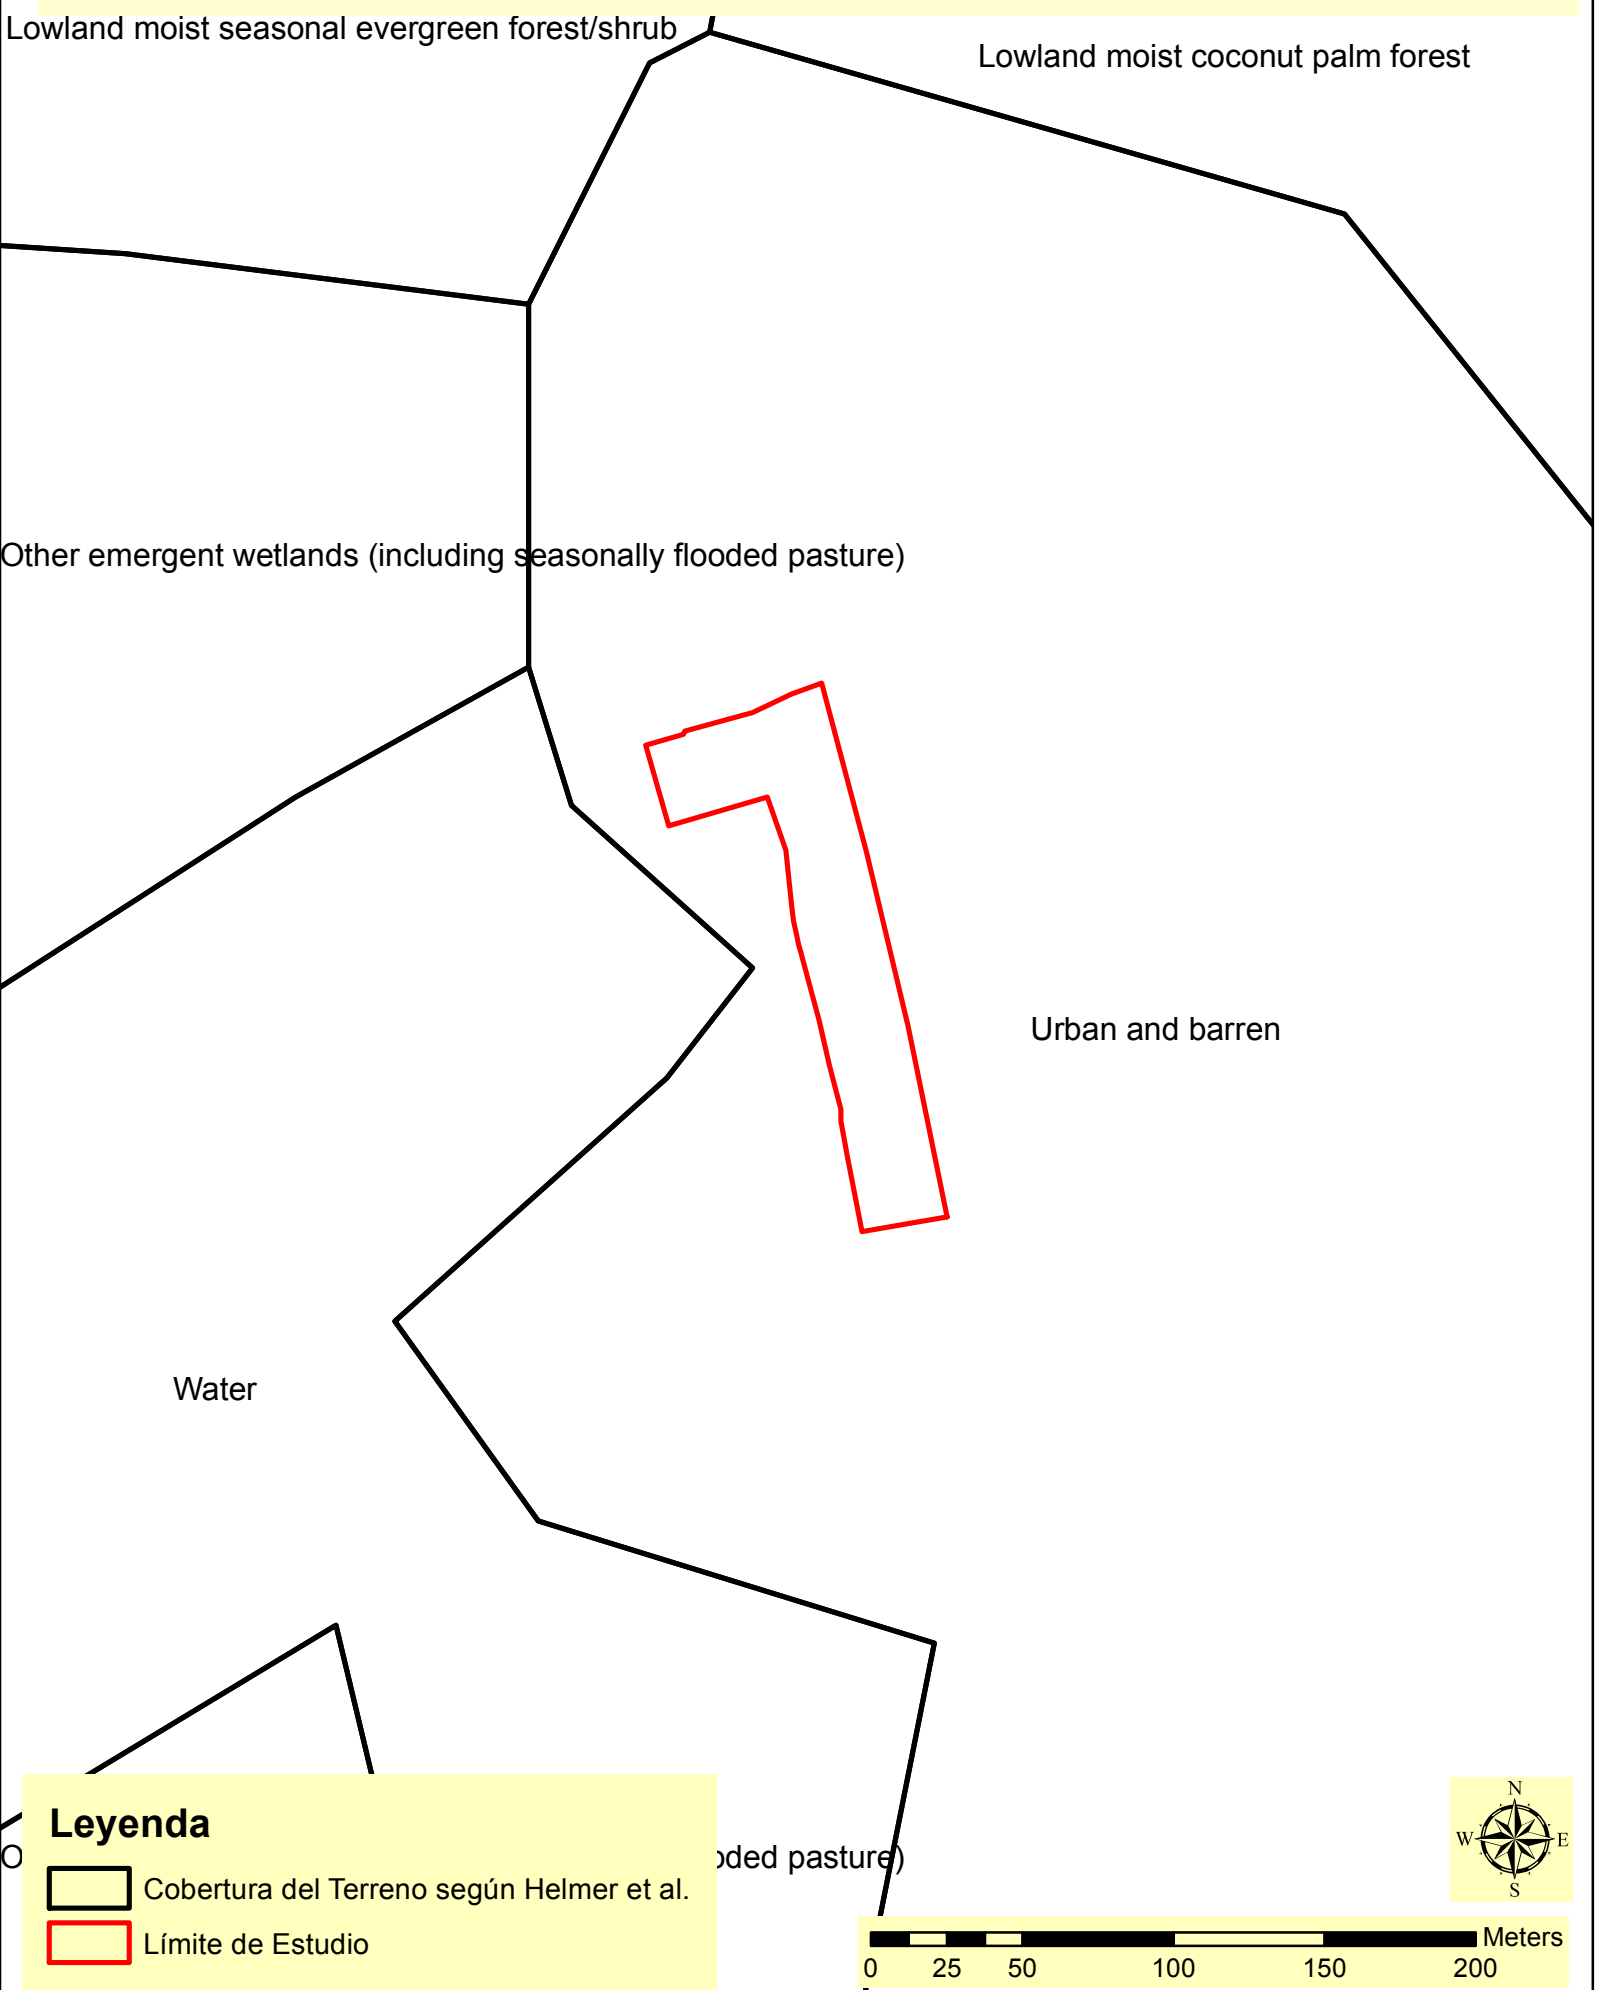 Lowland moist seasonal evergreen forest/shrub
Lowland moist coconut palm forest
Other emergent wetlands (including seasonally flooded pasture)
Urban and barren
Water
Leyenda
Cobertura del Terreno según Helmer et al.
Límite de Estudio
pasture)
N
W E
S
Meters
0 25 50 100 150 200